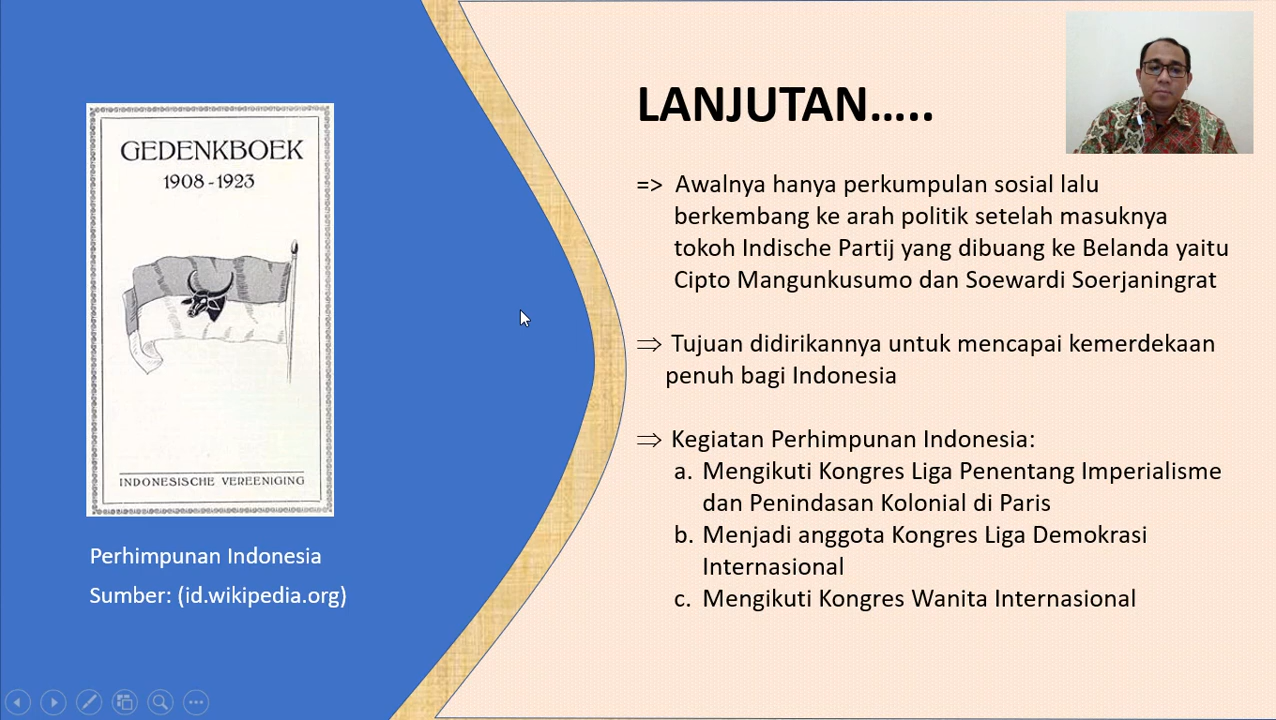 GEDENKBOEK
1908-1923
INDONESISCHE VEREENIGING
Perhimpunan Indonesia
Sumber: (id.wikipedia.org)
LANJUTAN.....
=> Awalnya hanya perkumpulan sosial lalu
berkembang ke arah politik setelah masuknya
tokoh Indische Partij yang dibuang ke Belanda yaitu
Cipto Mangunkusumo dan Soewardi Soerjaningrat
⇒ Tujuan didirikannya untuk mencapai kemerdekaan
penuh bagi Indonesia
⇒ Kegiatan Perhimpunan Indonesia:
a. Mengikuti Kongres Liga Penentang Imperialisme
dan Penindasan Kolonial di Paris
b. Menjadi anggota Kongres Liga Demokrasi
Internasional
c. Mengikuti Kongres Wanita Internasional